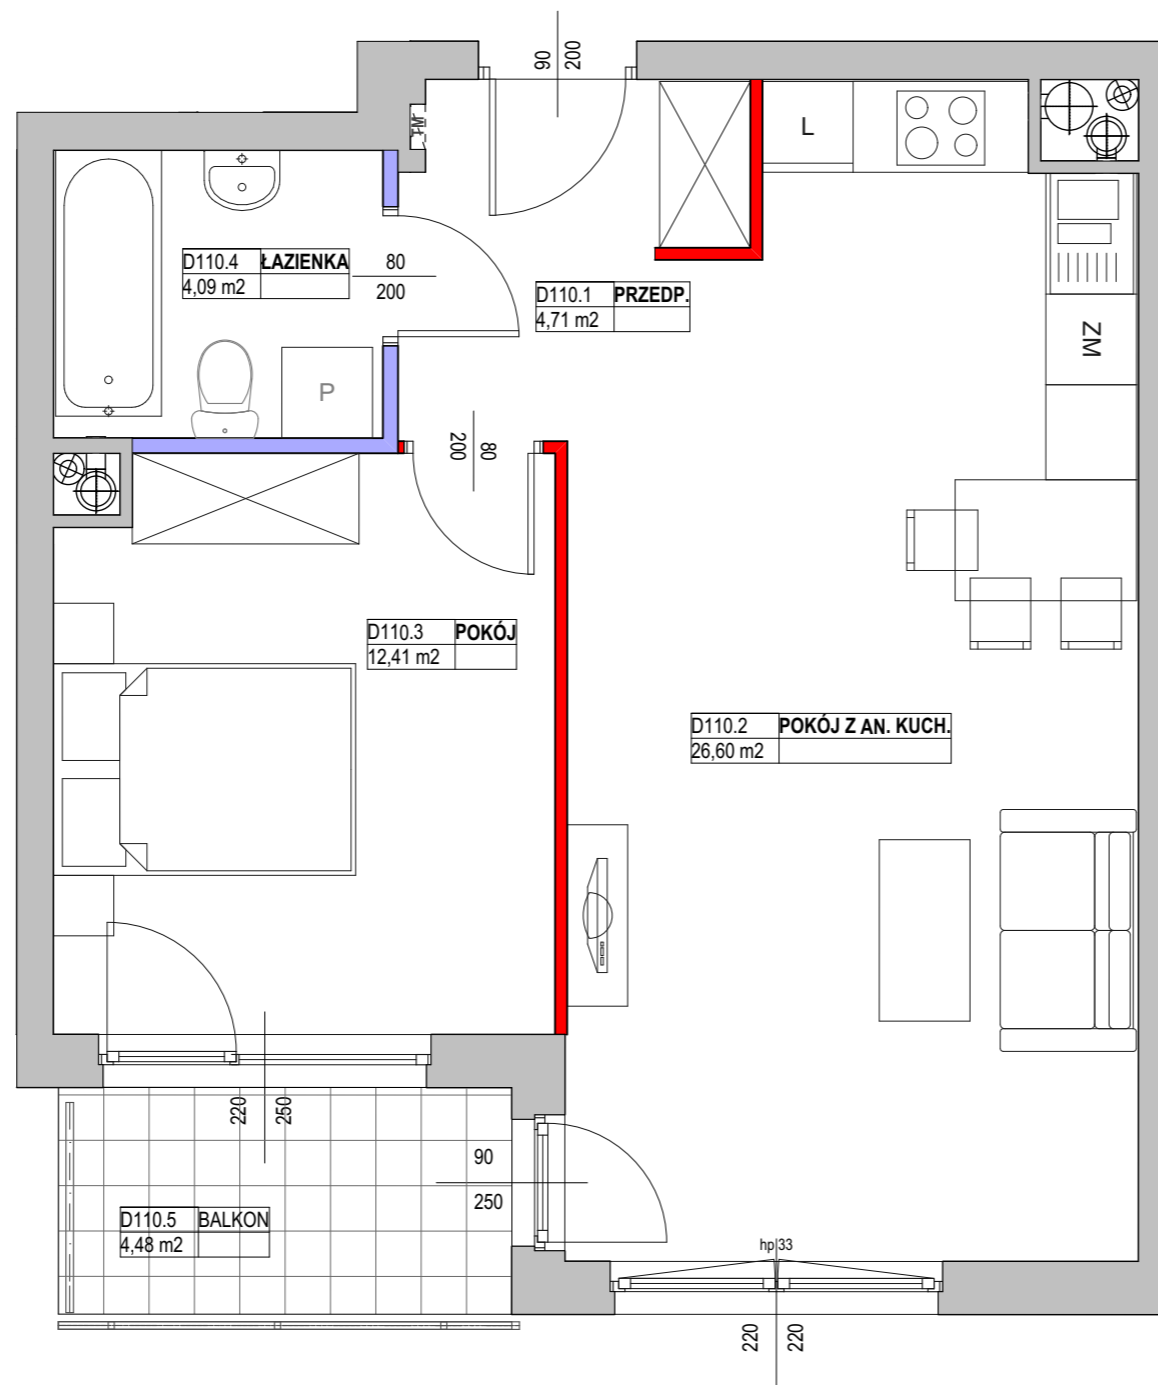 90
200
TM
L
D110.4 ŁAZIENKA
4,09 m2
80
200
D110.1 PRZEDP.
4,71 m2
ZM
P
80
200
D110.3 POKÓJ
12,41 m2
D110.2 POKÓJ Z AN. KUCH.
26,60 m2
220
250
90
250
D110.5 BALKON
4,48 m2
hp 33
220
220